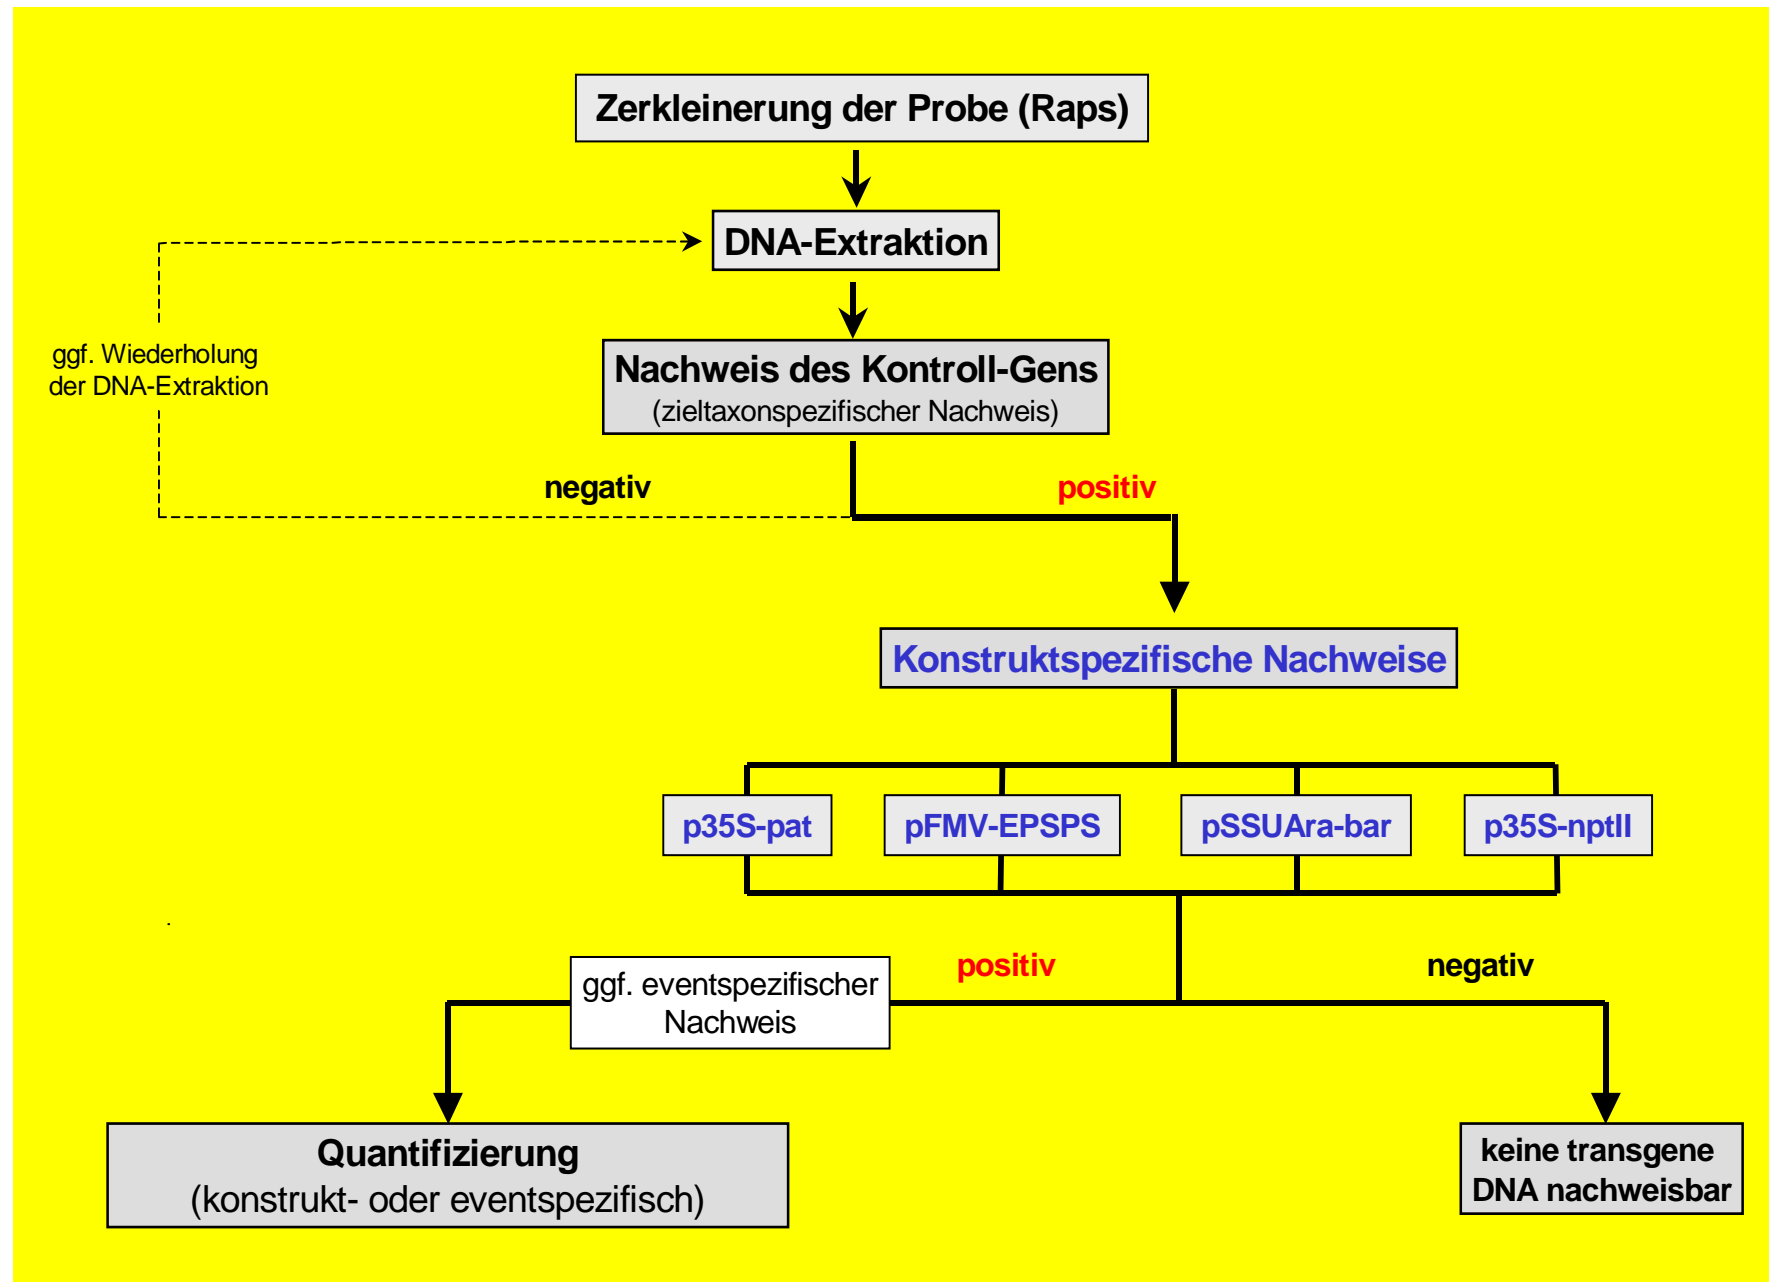 Zerkleinerung der Probe (Raps)
DNA-Extraktion
ggf. Wiederholung
der DNA-Extraktion
Nachweis des Kontroll-Gens
(zieltaxonspezifischer Nachweis)
negativ
positiv
Konstruktspezifische Nachweise
p35S-pat
pFMV-EPSPS
pSSUAra-bar
p35S-nptII
positiv
negativ
ggf. eventspezifischer
Nachweis
Quantifizierung
(konstrukt- oder eventspezifisch)
keine transgene
DNA nachweisbar